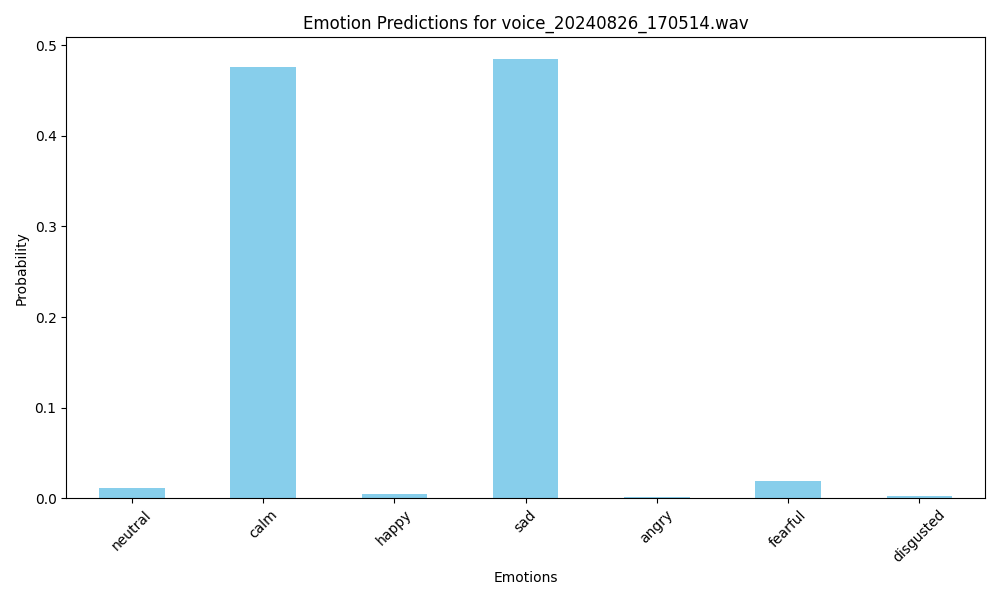 Emotion Predictions for voice_20240826_170514.wav
0.5
0.4
0.3
0.2
0.1
0.0
Probability
neutral
calm
happy
sad
angry
fearful
disgusted
Emotions